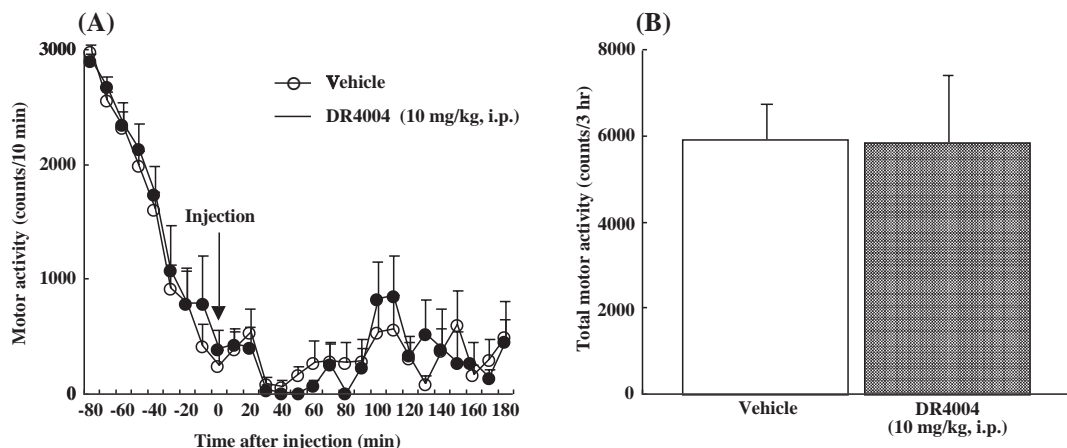 (A)
3000
2000
1000
0
Motor activity (counts/10 min)
Vehicle
DR4004 (10 mg/kg, i.p.)
Injection
-80 -60 -40 -20 0 20 40 60 80 100 120 140 160 180
Time after injection (min)
(B)
8000
6000
4000
2000
0
Total motor activity (counts/3 hr)
Vehicle
DR4004
(10 mg/kg, i.p.)